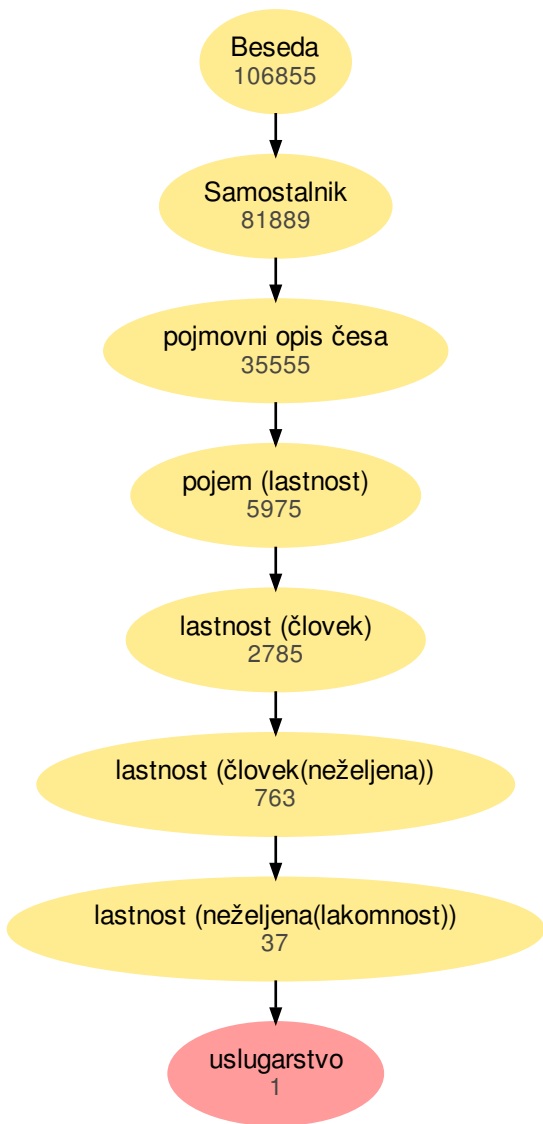 Beseda
106855
Samostalnik
81889
pojmovni opis česa
35555
pojem (lastnost)
5975
lastnost (človek)
2785
lastnost (človek(neželjena))
763
lastnost (neželjena(lakomnost))
37
uslugarstvo
1